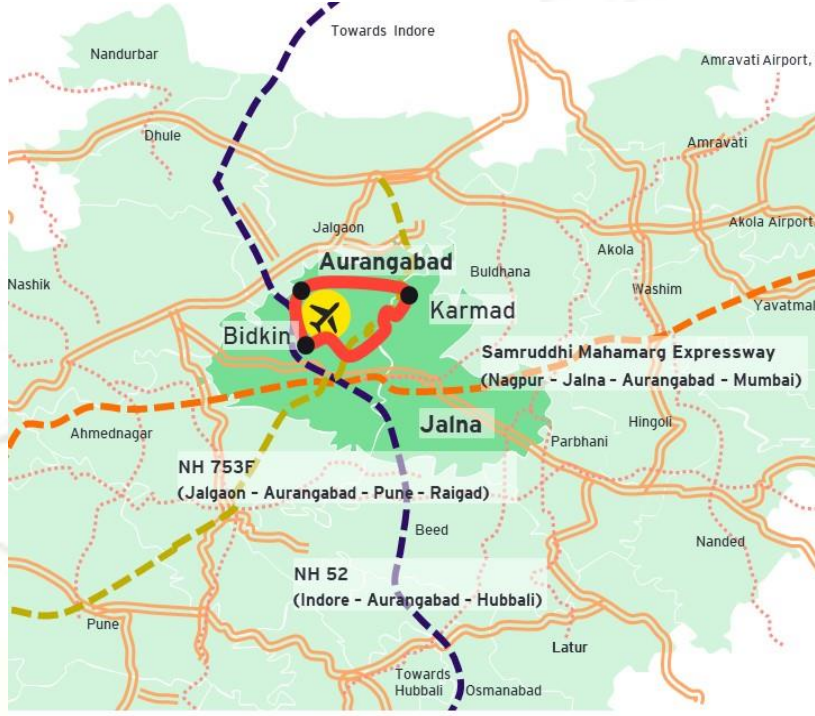 Towards Indore
Nandurbar
Amravati Airport,
Dhule
Amravati
Jalgaon
Akola Airport
Aurangabad
Buldhana
Akola
Nashik
Washim
Karmad
Yavatmal
Bidkin
Samruddhi Mahamarg Expressway
(Nagpur - Jalna - Aurangabad - Mumbai)
Jalna
Hingoli
Ahmednagar
Parbhani
NH 753F
(Jalgaon - Aurangabad - Pune - Raigad)
Beed
Nanded
NH 52
(Indore - Aurangabad - Hubbali)
Pune
Latur
Towards
Hubbali
Osmanabad